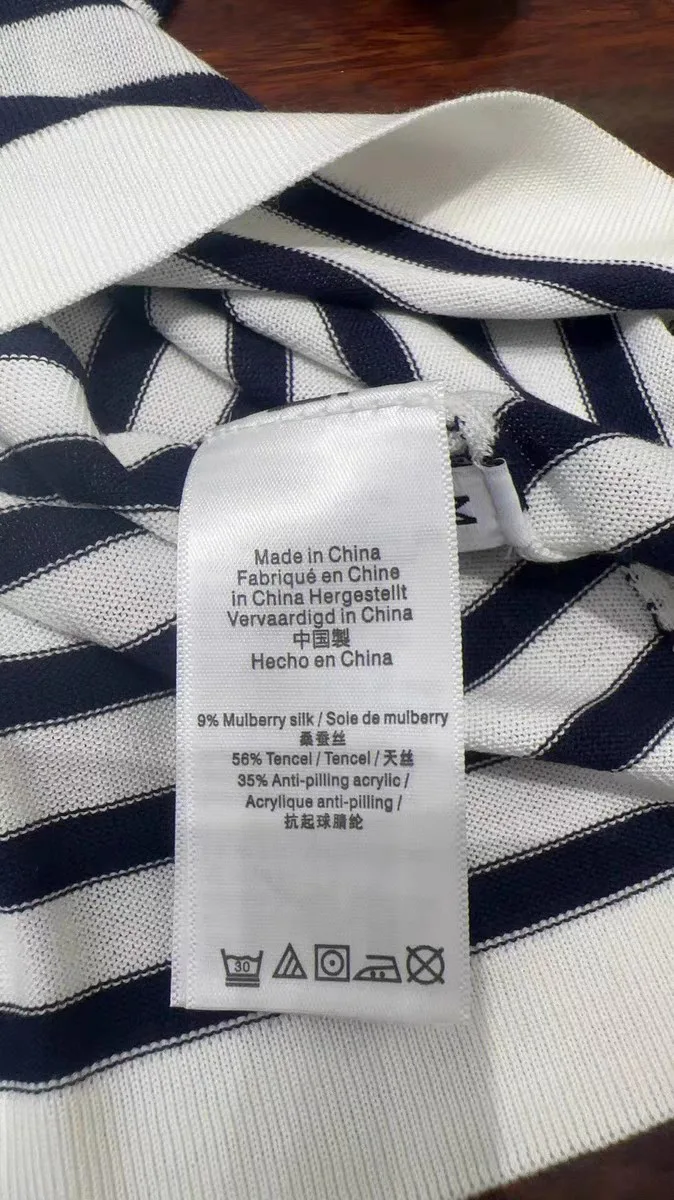 Made in China
Fabriqué en Chine
in China Hergestellt
Vervaardigd in China
中国製
Hecho en China
9% Mulberry silk / Soie de mulberry
桑蚕丝
56% Tencel / Tencel / 天丝
35% Anti-pilling acrylic /
Acrylique anti-pilling /
抗起球腈纶
30
M